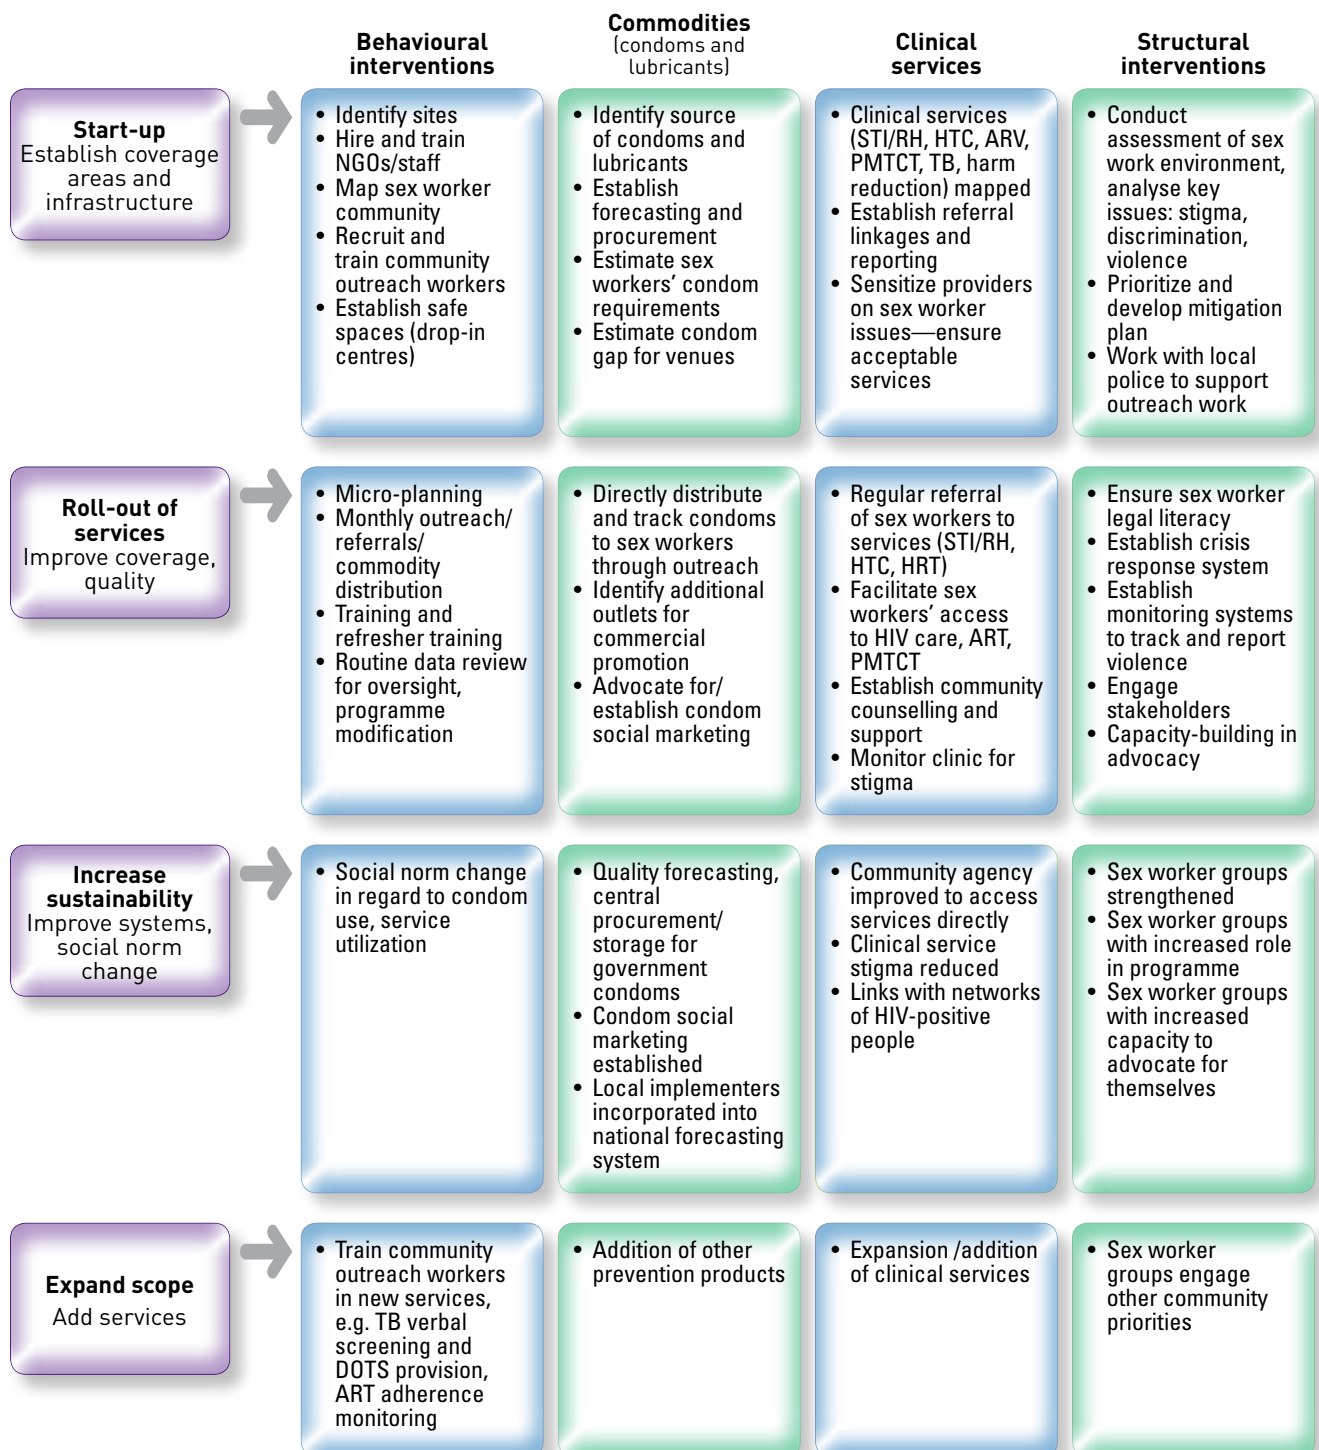 Behavioural
interventions
Commodities
(condoms and
lubricants)
Clinical
services
Structural
interventions
Start-up
Establish coverage
areas and
infrastructure
• Identify sites
• Hire and train
NGOs/staff
• Map sex worker
community
• Recruit and
train community
outreach workers
• Establish safe
spaces (drop-in
centres)
• Identify source
of condoms and
lubricants
• Establish
forecasting and
procurement
• Estimate sex
workers’ condom
requirements
• Estimate condom
gap for venues
• Clinical services
(STI/RH, HTC, ARV,
PMTCT, TB, harm
reduction) mapped
• Establish referral
linkages and
reporting
• Sensitize providers
on sex worker
issues—ensure
acceptable
services
• Conduct
assessment of sex
work environment,
analyse key
issues: stigma,
discrimination,
violence
• Prioritize and
develop mitigation
plan
• Work with local
police to support
outreach work
Roll-out of
services
Improve coverage,
quality
• Micro-planning
• Monthly outreach/
referrals/
commodity
distribution
• Training and
refresher training
• Routine data review
for oversight,
programme
modification
• Directly distribute
and track condoms
to sex workers
through outreach
• Identify additional
outlets for
commercial
promotion
• Advocate for/
establish condom
social marketing
• Regular referral
of sex workers to
services (STI/RH,
HTC, HRT)
• Facilitate sex
workers’ access
to HIV care, ART,
PMTCT
• Establish community
counselling and
support
• Monitor clinic for
stigma
• Ensure sex worker
legal literacy
• Establish crisis
response system
• Establish
monitoring systems
to track and report
violence
• Engage
stakeholders
• Capacity-building in
advocacy
Increase
sustainability
Improve systems,
social norm
change
• Social norm change
in regard to condom
use, service
utilization
• Quality forecasting,
central
procurement/
storage for
government
condoms
• Condom social
marketing
established
• Local implementers
incorporated into
national forecasting
system
• Community agency
improved to access
services directly
• Clinical service
stigma reduced
• Links with networks
of HIV-positive
people
• Sex worker groups
strengthened
• Sex worker groups
with increased role
in programme
• Sex worker groups
with increased
capacity to
advocate for
themselves
Expand scope
Add services
• Train community
outreach workers
in new services,
e.g. TB verbal
screening and
DOTS provision,
ART adherence
monitoring
• Addition of other
prevention products
• Expansion /addition
of clinical services
• Sex worker
groups engage
other community
priorities